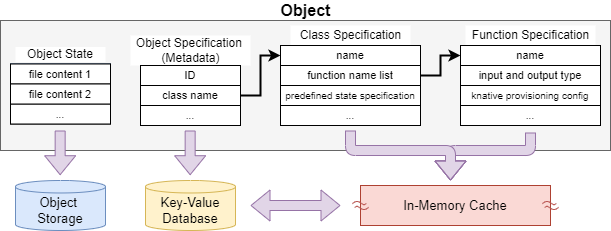 Object
Object State
file content 1
file content 2
...
Object Specification
(Metadata)
ID
class name
...
Class Specification
name
function name list
predefined state specification
...
Function Specification
name
input and output type
knative provisioning config
...
Object
Storage
Key-Value
Database
In-Memory Cache